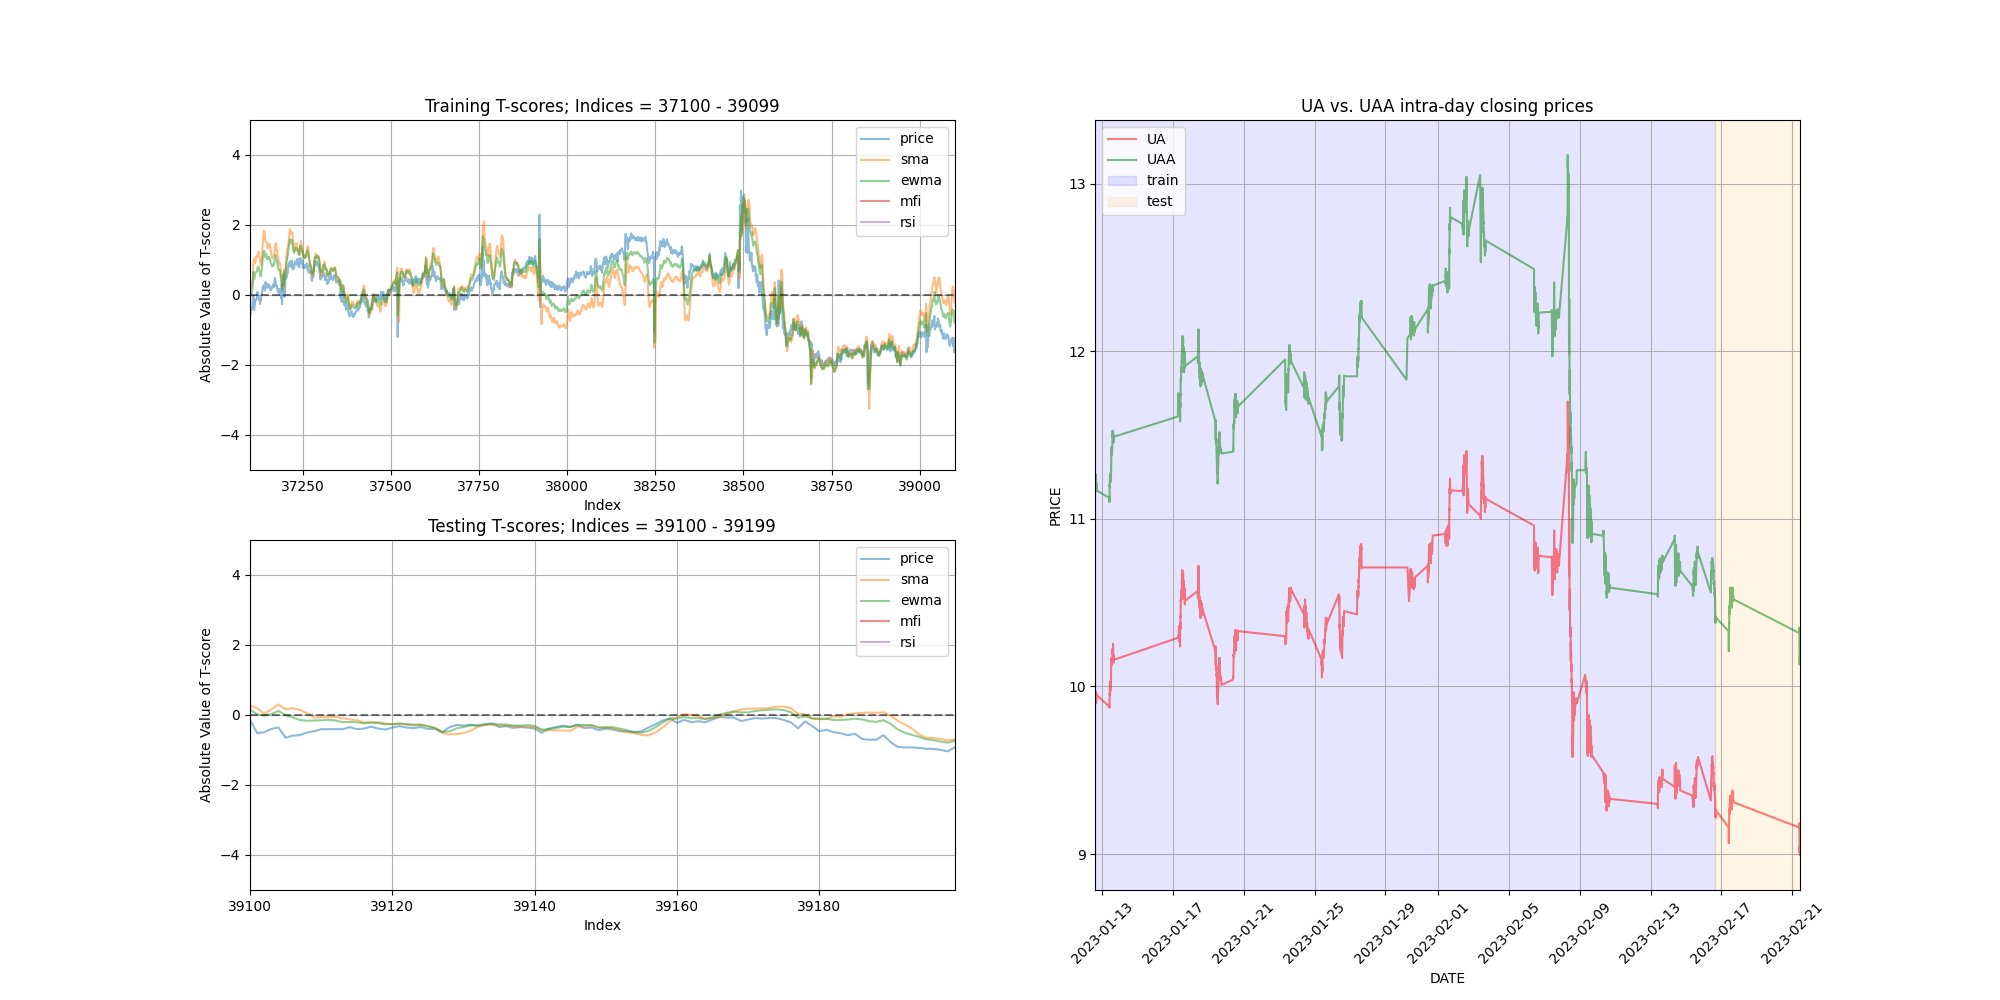 Training T-scores; Indices = 37100 - 39099
Absolute Value of T-score
4
2
0
−2
−4
price
sma
ewma
mfi
rsi
37250 37500 37750 38000 38250 38500 38750 39000
Index
Testing T-scores; Indices = 39100 - 39199
Absolute Value of T-score
4
2
0
−2
−4
price
sma
ewma
mfi
rsi
39100 39120 39140 39160 39180
Index
UA vs. UAA intra-day closing prices
PRICE
13
12
11
10
9
UA
UAA
train
test
2023-01-13 2023-01-17 2023-01-21 2023-01-25 2023-01-29 2023-02-01 2023-02-05 2023-02-09 2023-02-13 2023-02-17 2023-02-21
DATE